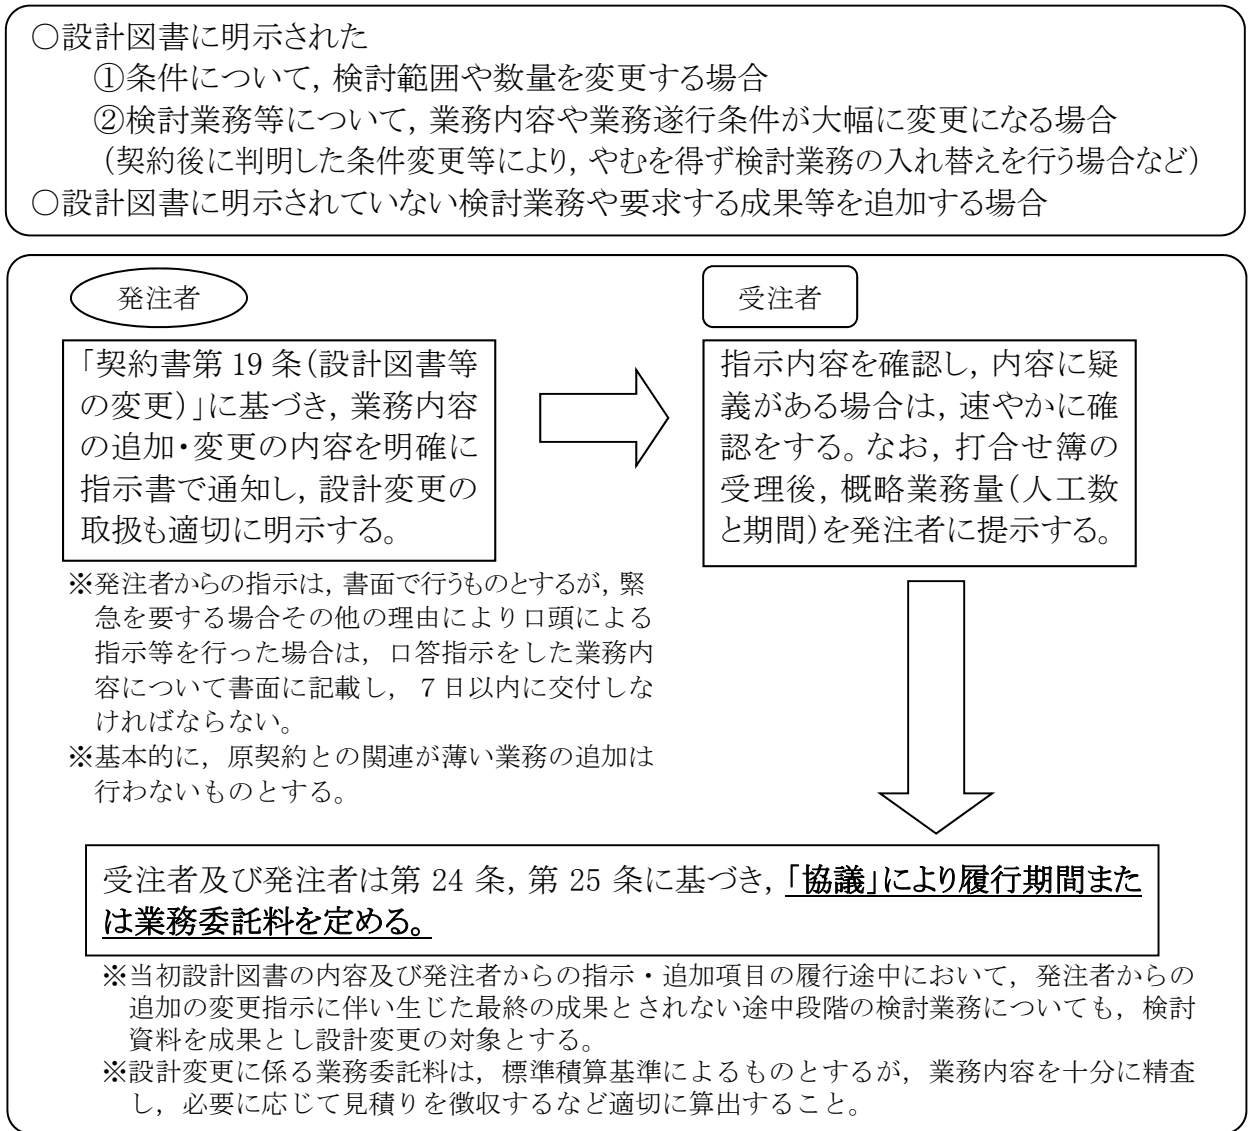 ○設計図書に明示された
①条件について，検討範囲や数量を変更する場合
②検討業務等について，業務内容や業務遂行条件が大幅に変更になる場合
（契約後に判明した条件変更等により，やむを得ず検討業務の入れ替えを行う場合など）
○設計図書に明示されていない検討業務や要求する成果等を追加する場合
発注者
「契約書第 19 条（設計図書等
の変更）」に基づき，業務内容
の追加・変更の内容を明確に
指示書で通知し，設計変更の
取扱も適切に明示する。
※発注者からの指示は，書面で行うものとするが，緊
急を要する場合その他の理由により口頭による
指示等を行った場合は，口答指示をした業務内
容について書面に記載し，７日以内に交付しな
ければならない。
※基本的に，原契約との関連が薄い業務の追加は
行わないものとする。
受注者
指示内容を確認し，内容に疑
義がある場合は，速やかに確
認をする。なお，打合せ簿の
受理後，概略業務量（人工数
と期間）を発注者に提示する。
受注者及び発注者は第 24 条，第 25 条に基づき，「協議」により履行期間また
は業務委託料を定める。
※当初設計図書の内容及び発注者からの指示・追加項目の履行途中において，発注者からの
追加の変更指示に伴い生じた最終の成果とされない途中段階の検討業務についても，検討
資料を成果とし設計変更の対象とする。
※設計変更に係る業務委託料は，標準積算基準によるものとするが，業務内容を十分に精査
し，必要に応じて見積りを徴収するなど適切に算出すること。